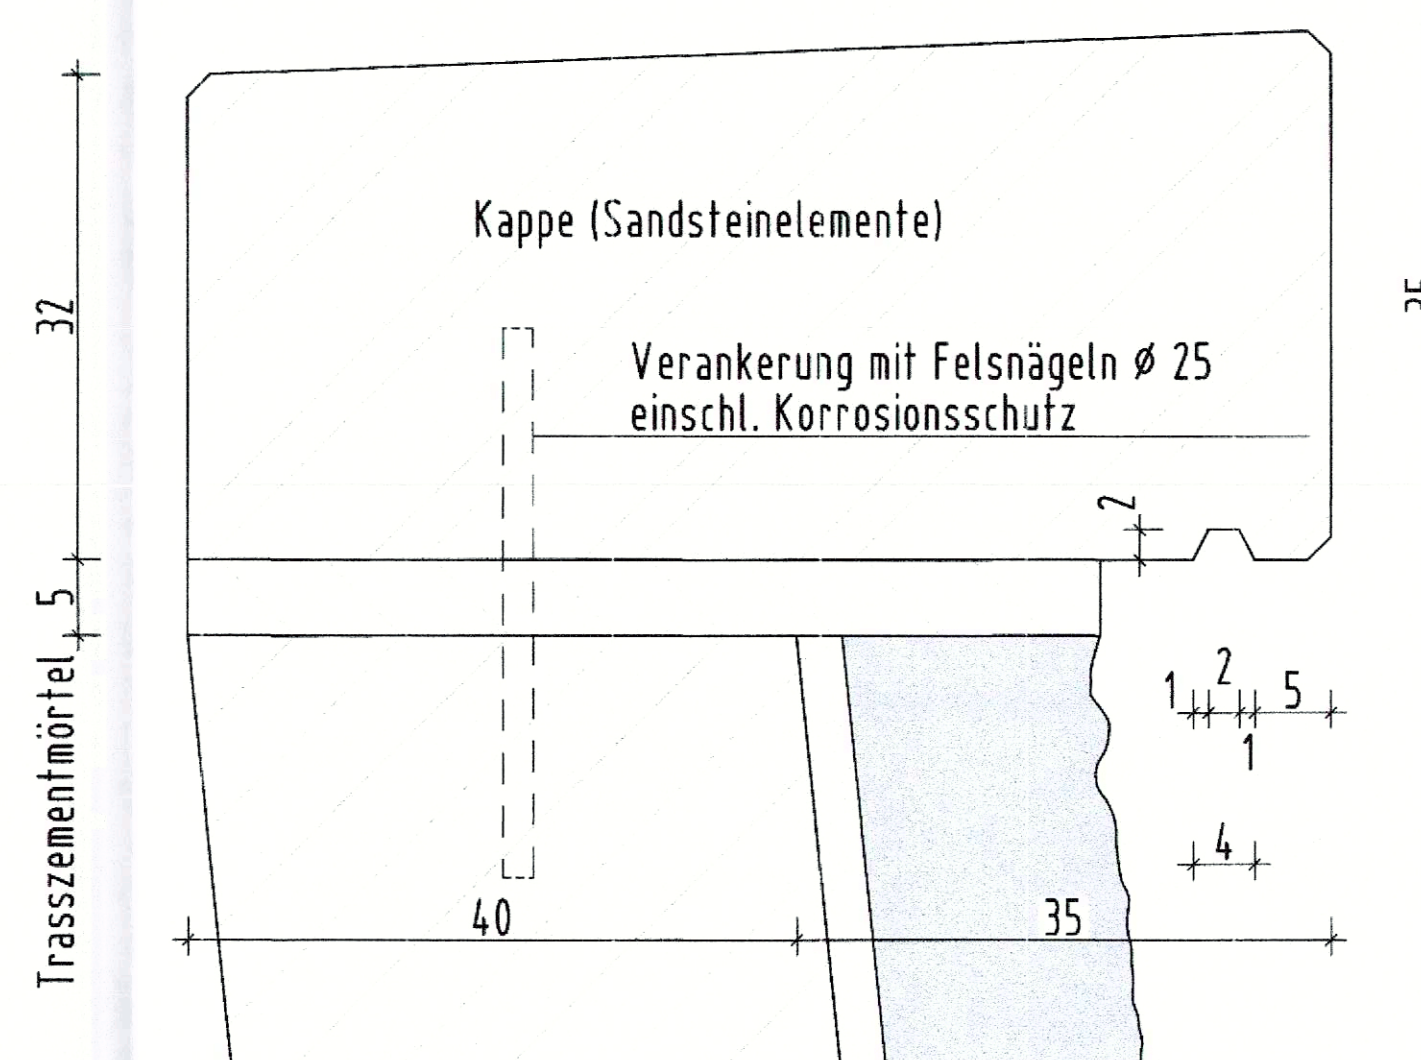 32
Kappe (Sandsteinelemente)
Verankerung mit Felsnägeln ø 25
einschl. Korrosionsschutz
2
5
Trasszementmörtel
1
2
5
1
4
40
35